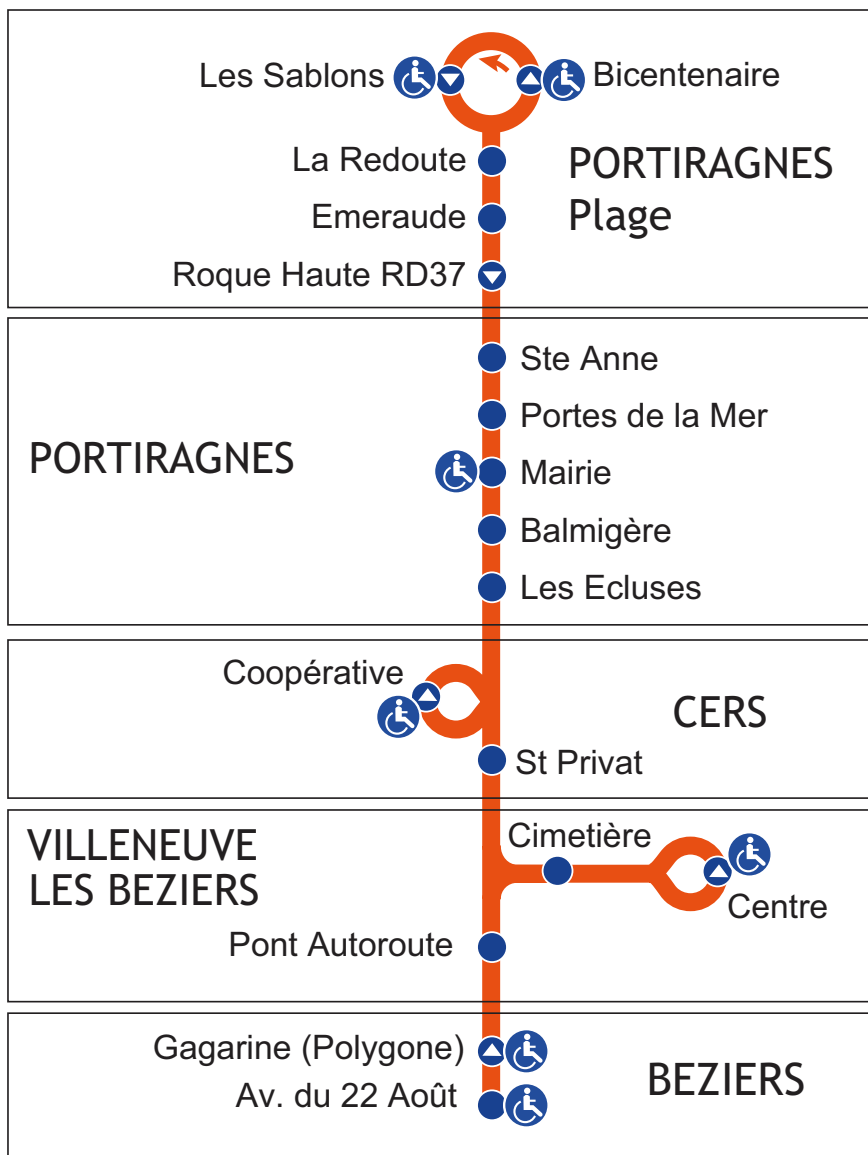 Les Sablons
Bicentenaire
La Redoute
PORTIRAGNES
Plage
Emeraude
Roque Haute RD37
Ste Anne
Portes de la Mer
PORTIRAGNES
Mairie
Balmigère
Les Ecluses
Coopérative
CERS
St Privat
VILLENEUVE
LES BEZIERS
Cimetière
Centre
Pont Autoroute
Gagarine (Polygone)
BEZIERS
Av. du 22 Août